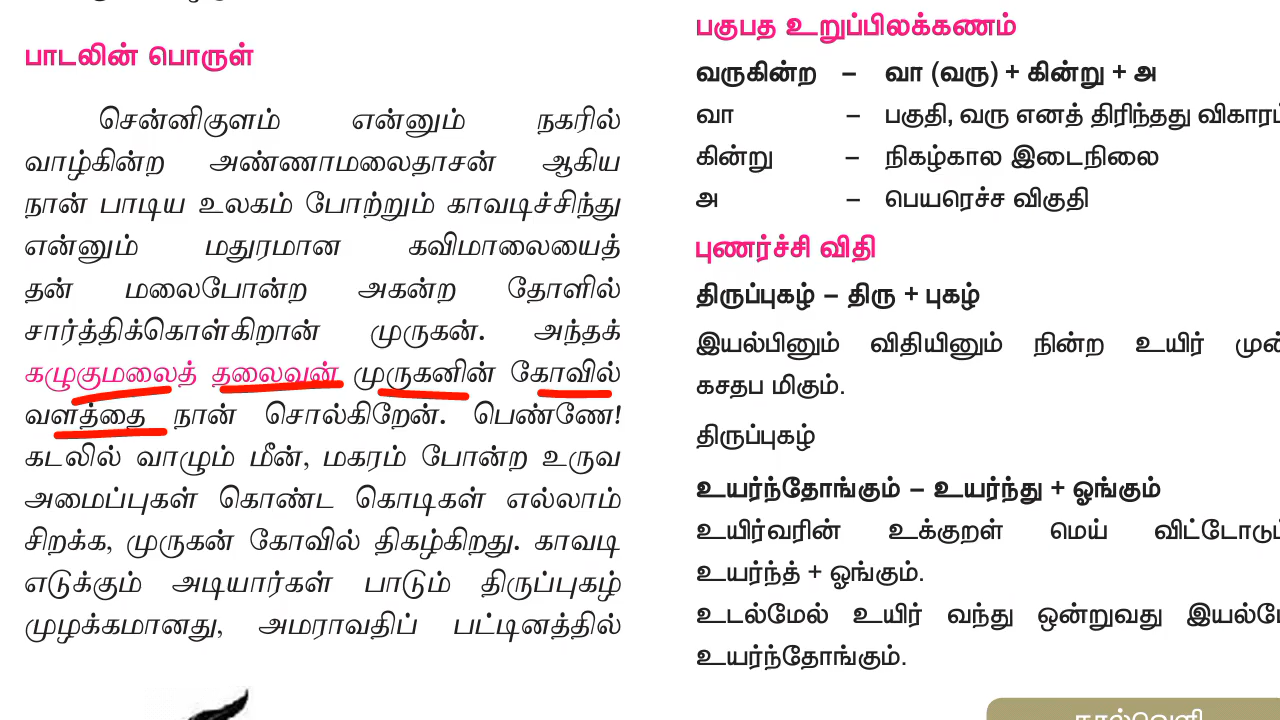 பாடலின் பொருள்
சென்னிகுளம் என்னும் நகரில்
வாழ்கின்ற அண்ணாமலைதாசன் ஆகிய
நான் பாடிய உலகம் போற்றும் காவடிச்சிந்து
என்னும் மதுரமான கவிமாலையைத்
தன் மலைபோன்ற அகன்ற தோளில்
சார்த்திக்கொள்கிறான் முருகன். அந்தக்
கழுகுமலைத் தலைவன் முருகனின் கோவில்
வளத்தை நான் சொல்கிறேன். பெண்ணே!
கடலில் வாழும் மீன், மகரம் போன்ற உருவ
அமைப்புகள் கொண்ட கொடிகள் எல்லாம்
சிறக்க, முருகன் கோவில் திகழ்கிறது. காவடி
எடுக்கும் அடியார்கள் பாடும் திருப்புகழ்
முழக்கமானது, அமராவதிப் பட்டினத்தில்
பகுபத உறுப்பிலக்கணம்
வருகின்ற – வா (வரு) + கின்று + அ
வா – பகுதி, வரு எனத் திரிந்தது
கின்று – நிகழ்கால இடைநிலை
அ – பெயரெச்ச விகுதி
புணர்ச்சி விதி
திருப்புகழ் – திரு + புகழ்
இயல்பினும் விதியினும் நின்ற உயிர்
கசதப மிகும்.
திருப்புகழ்
உயர்ந்தோங்கும் – உயர்ந்து + ஓங்கும்
உயிர்வரின் உக்குறள் மெய்
உயர்ந்த் + ஓங்கும்.
உடல்மேல் உயிர் வந்து ஒன்றுவது
உயர்ந்தோங்கும்.